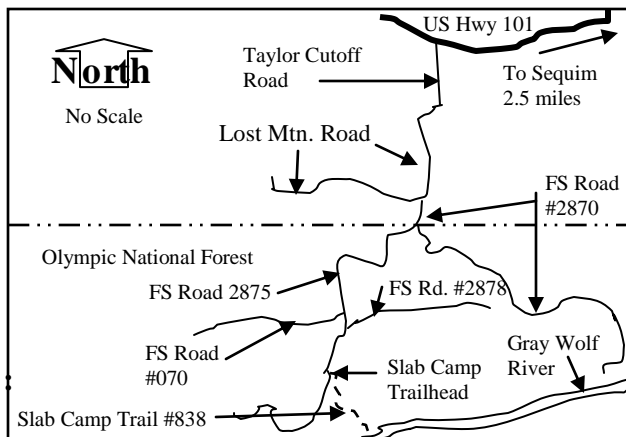 US Hwy 101
Taylor Cutoff
Road
To Sequim
2.5 miles
North
No Scale
Lost Mtn. Road
FS Road
#2870
Olympic National Forest
FS Road 2875
FS Rd. #2878
FS Road
#070
Gray Wolf
River
Slab Camp
Trailhead
Slab Camp Trail #838